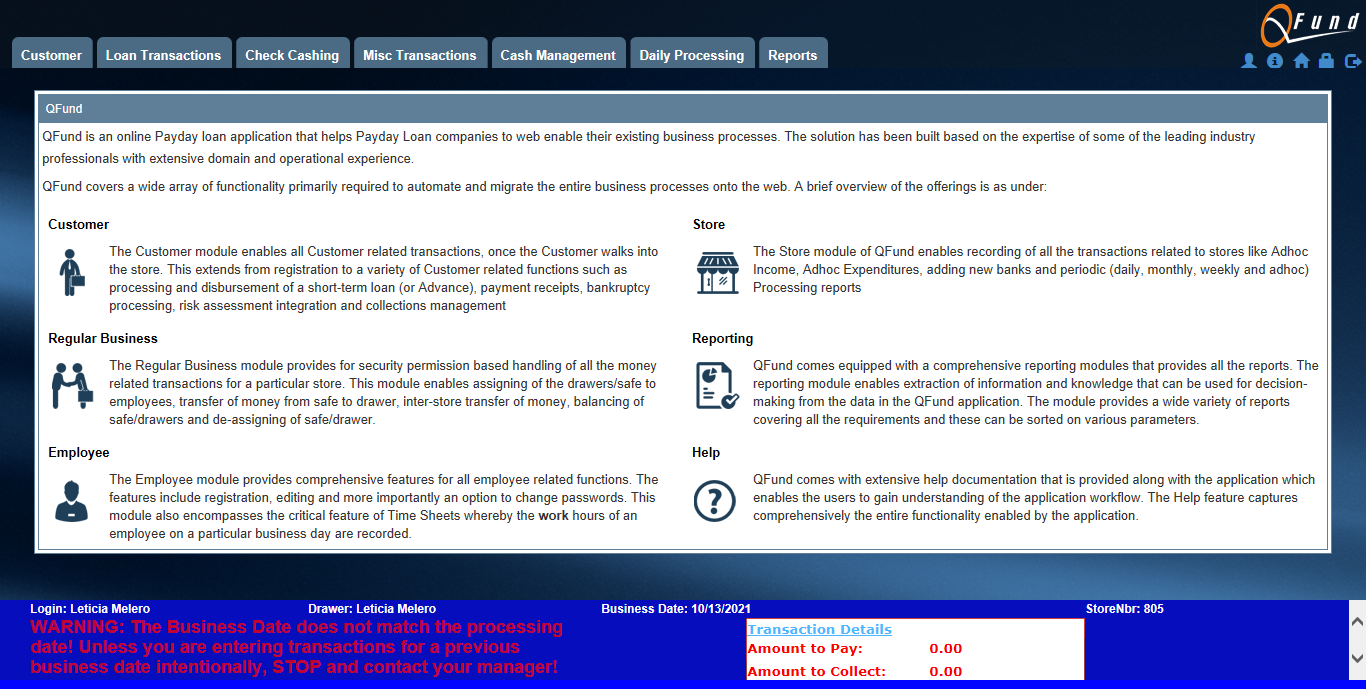 QFund
Customer Loan Transactions Check Cashing Misc Transactions Cash Management Daily Processing Reports
QFund
QFund is an online Payday loan application that helps Payday Loan companies to web enable their existing business processes. The solution has been built based on the expertise of some of the leading industry
professionals with extensive domain and operational experience.
QFund covers a wide array of functionality primarily required to automate and migrate the entire business processes onto the web. A brief overview of the offerings is as under:
Customer
The Customer module enables all Customer related transactions, once the Customer walks into
the store. This extends from registration to a variety of Customer related functions such as
processing and disbursement of a short-term loan (or Advance), payment receipts, bankruptcy
processing, risk assessment integration and collections management
Store
The Store module of QFund enables recording of all the transactions related to stores like Adhoc
Income, Adhoc Expenditures, adding new banks and periodic (daily, monthly, weekly and adhoc)
Processing reports
Regular Business
The Regular Business module provides for security permission based handling of all the money
related transactions for a particular store. This module enables assigning of the drawers/safe to
employees, transfer of money from safe to drawer, inter-store transfer of money, balancing of
safe/drawers and de-assigning of safe/drawer.
Reporting
QFund comes equipped with a comprehensive reporting modules that provides all the reports. The
reporting module enables extraction of information and knowledge that can be used for decision-
making from the data in the QFund application. The module provides a wide variety of reports
covering all the requirements and these can be sorted on various parameters.
Employee
The Employee module provides comprehensive features for all employee related functions. The
features include registration, editing and more importantly an option to change passwords. This
module also encompasses the critical feature of Time Sheets whereby the work hours of an
employee on a particular business day are recorded.
Help
QFund comes with extensive help documentation that is provided along with the application which
enables the users to gain understanding of the application workflow. The Help feature captures
comprehensively the entire functionality enabled by the application.
Login: Leticia Melero Drawer: Leticia Melero Business Date: 10/13/2021 StoreNbr: 805
WARNING: The Business Date does not match the processing
date! Unless you are entering transactions for a previous
business date intentionally, STOP and contact your manager!
Transaction Details
Amount to Pay: 0.00
Amount to Collect: 0.00